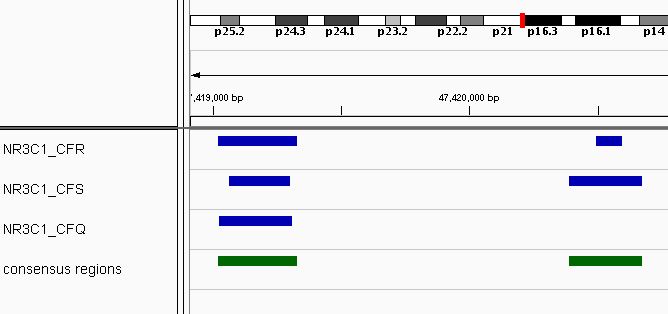 p25.2 p24.3 p24.1 p23.2 p22.2 p21 p16.3 p16.1 p14
',419,000 bp 47,420,000 bp
NR3C1_CFR
NR3C1_CFS
NR3C1_CFQ
consensus regions